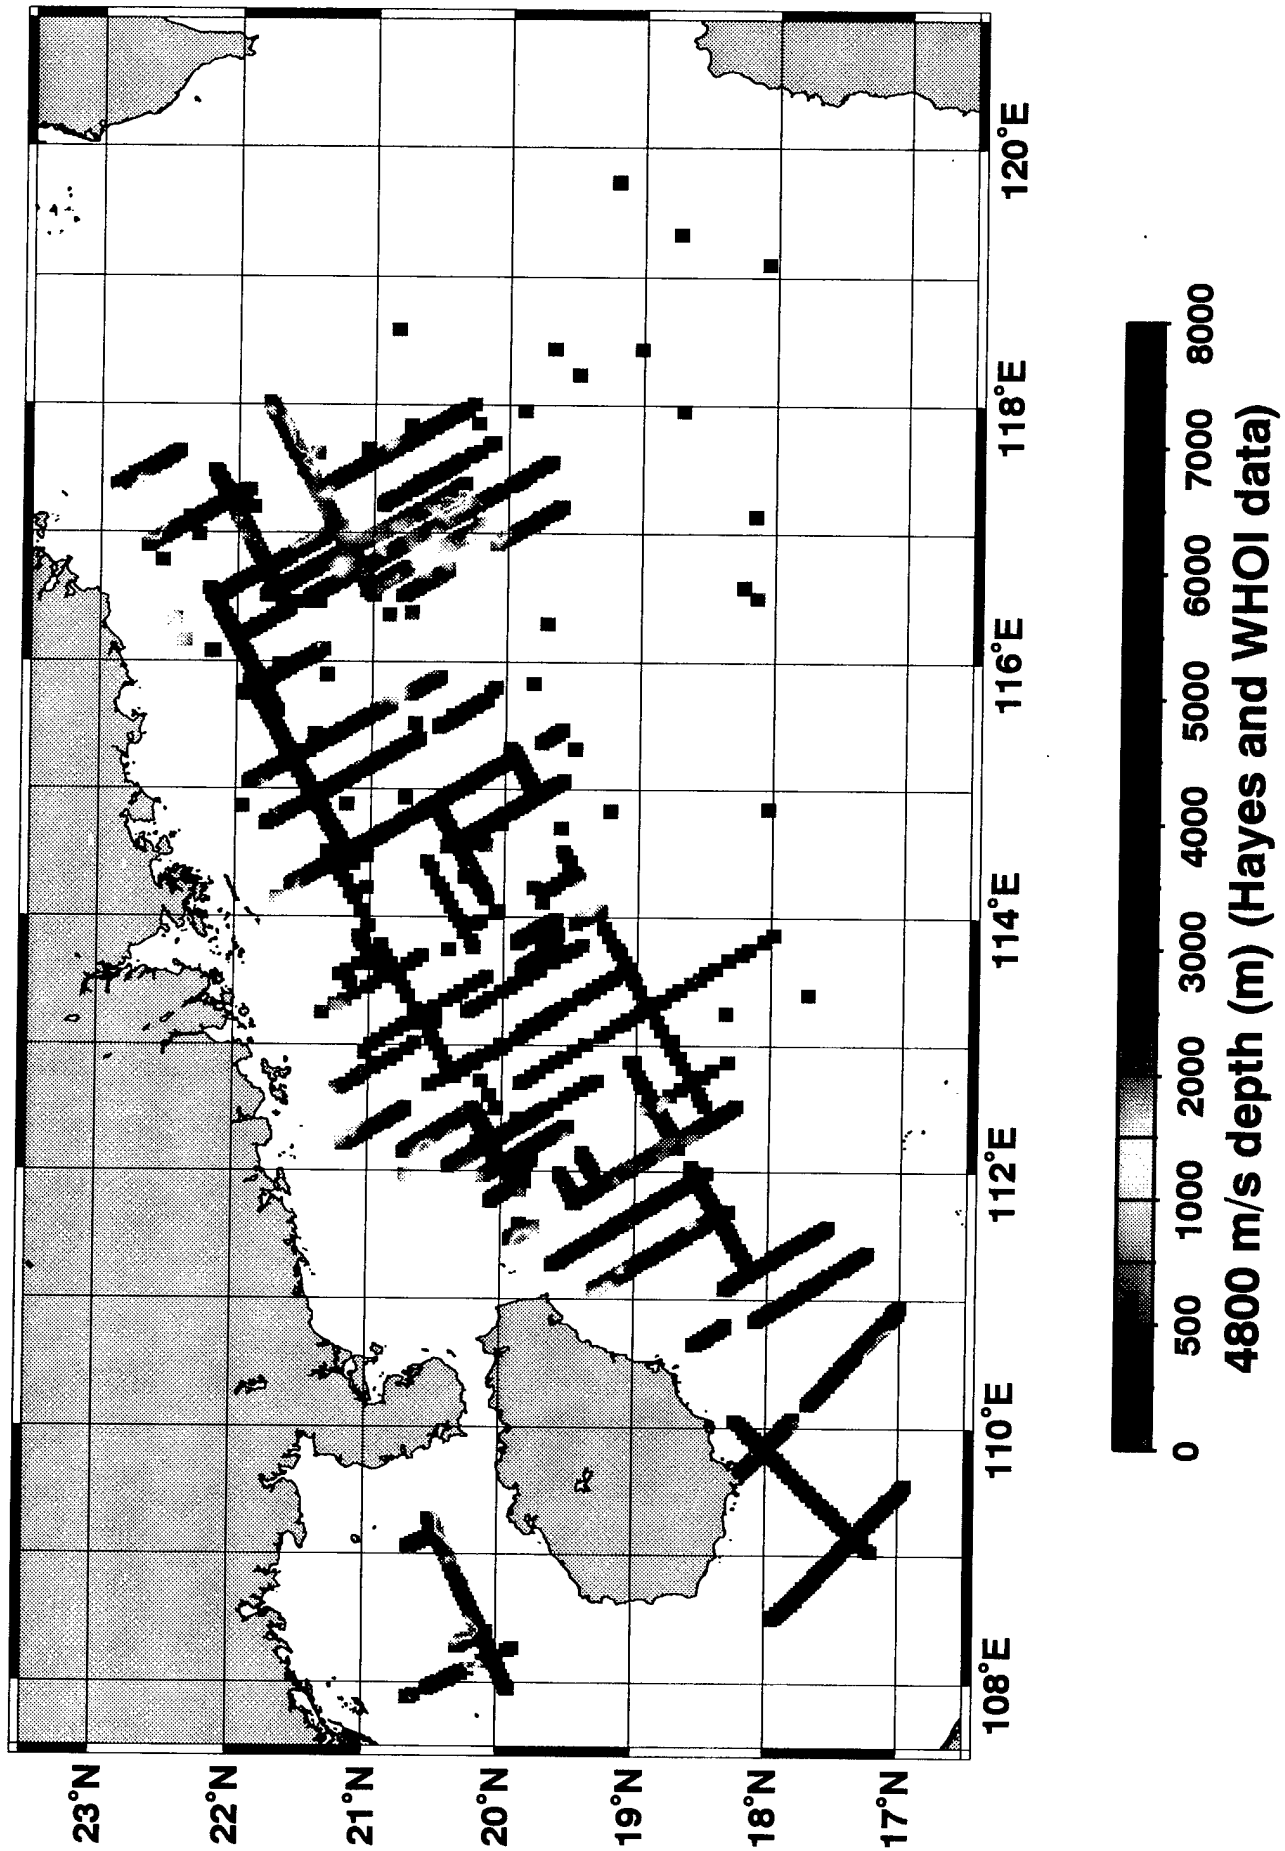 23°N
22°N
21°N
20°N
19°N
18°N
17°N
108°E
110°E
112°E
114°E
116°E
118°E
120°E
0
500
1000
2000
3000
4000
5000
6000
7000
8000
4800 m/s depth (m) (Hayes and WHOI data)